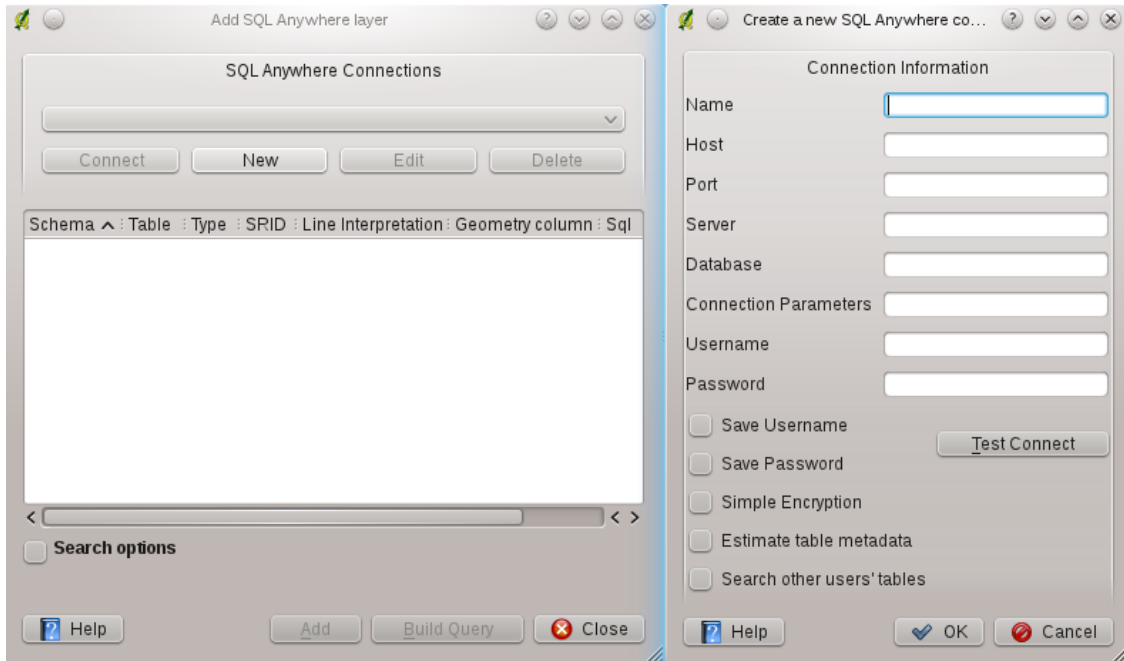 Add SQL Anywhere layer
SQL Anywhere Connections
Connect New Edit Delete
Schema Table Type SRID Line Interpretation Geometry column Sql
Search options
Help Add Build Query Close
Create a new SQL Anywhere co...
Connection Information
Name
Host
Port
Server
Database
Connection Parameters
Username
Password
Save Username
Test Connect
Save Password
Simple Encryption
Estimate table metadata
Search other users' tables
Help OK Cancel